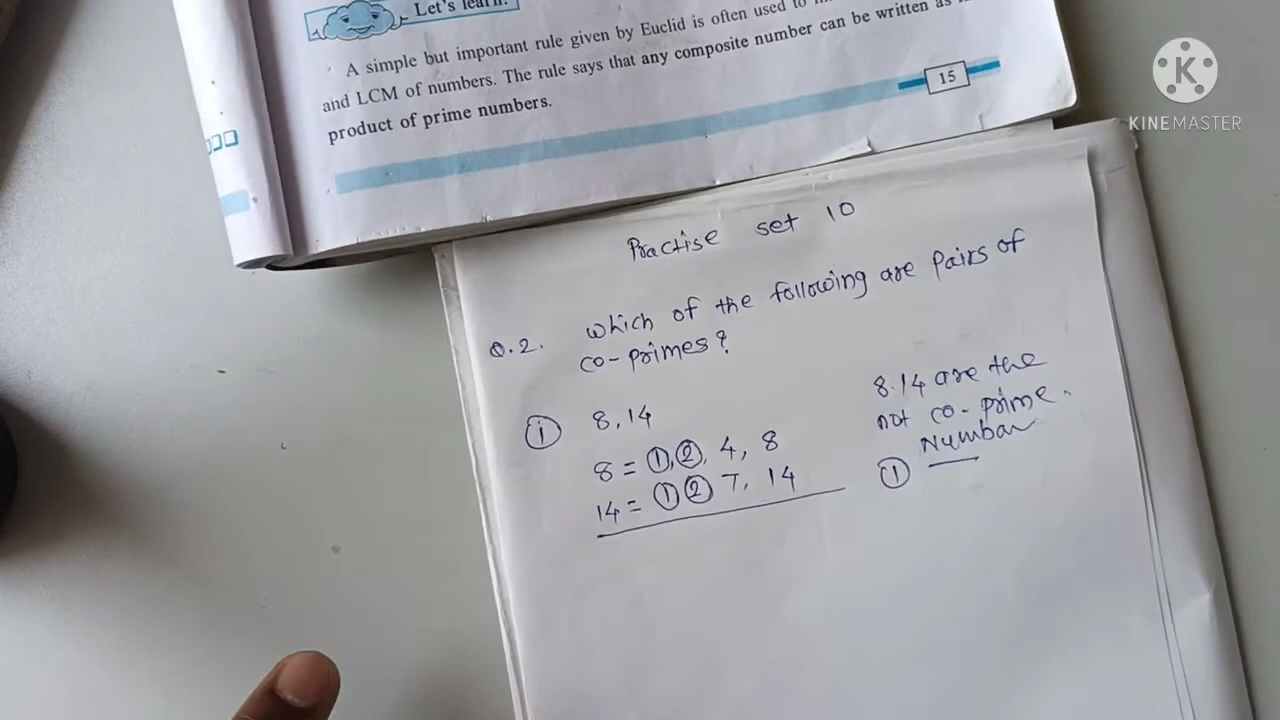 Let's learn.
A simple but important rule given by Euclid is often used to
and LCM of numbers. The rule says that any composite number can be written as
product of prime numbers.
15
KINEMASTER
Practise set 10
Q.2. Which of the following are pairs of
co-primes?
① 8, 14
8 = ①, ②, 4, 8
14 = ① ② 7, 14
8.14 are the
not co-prime.
Number
①